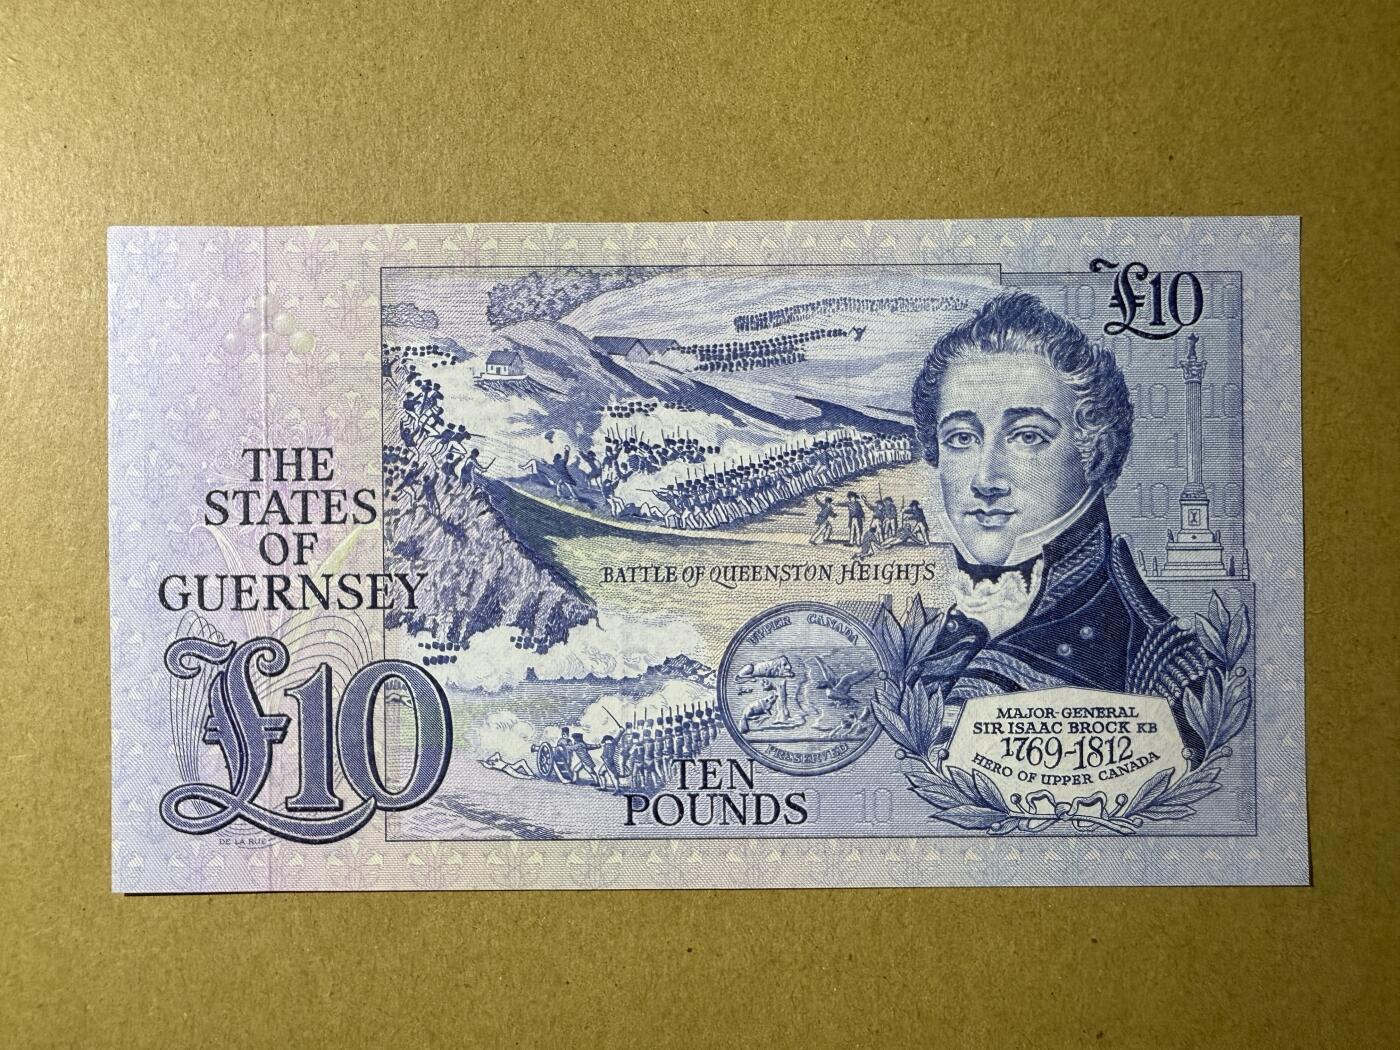 £10
THE
STATES
OF
GUERNSEY
BATTLE OF QUEENSTON HEIGHTS
UPPER CANADA
PRESERVED
£10
DE LA RUE
TEN
POUNDS
MAJOR-GENERAL
SIR ISAAC BROCK KB
1769-1812
HERO OF UPPER CANADA
10